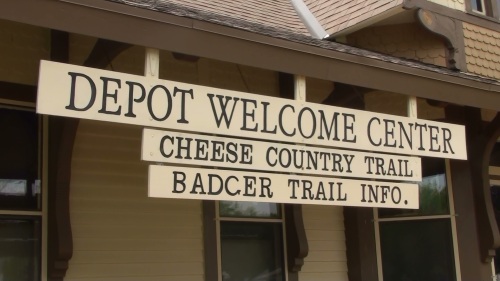 DEPOT WELCOME CENTER
CHEESE COUNTRY TRAIL
BADGER TRAIL INFO.